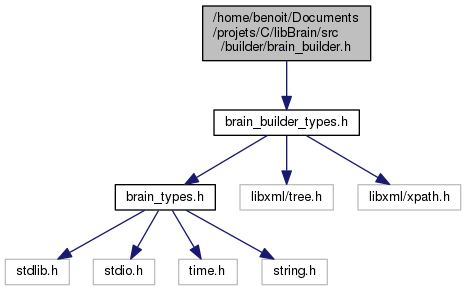 /home/benoit/Documents
/projets/C/libBrain/src
/builder/brain_builder.h
brain_builder_types.h
brain_types.h
libxml/tree.h
libxml/xpath.h
stdlib.h
stdio.h
time.h
string.h